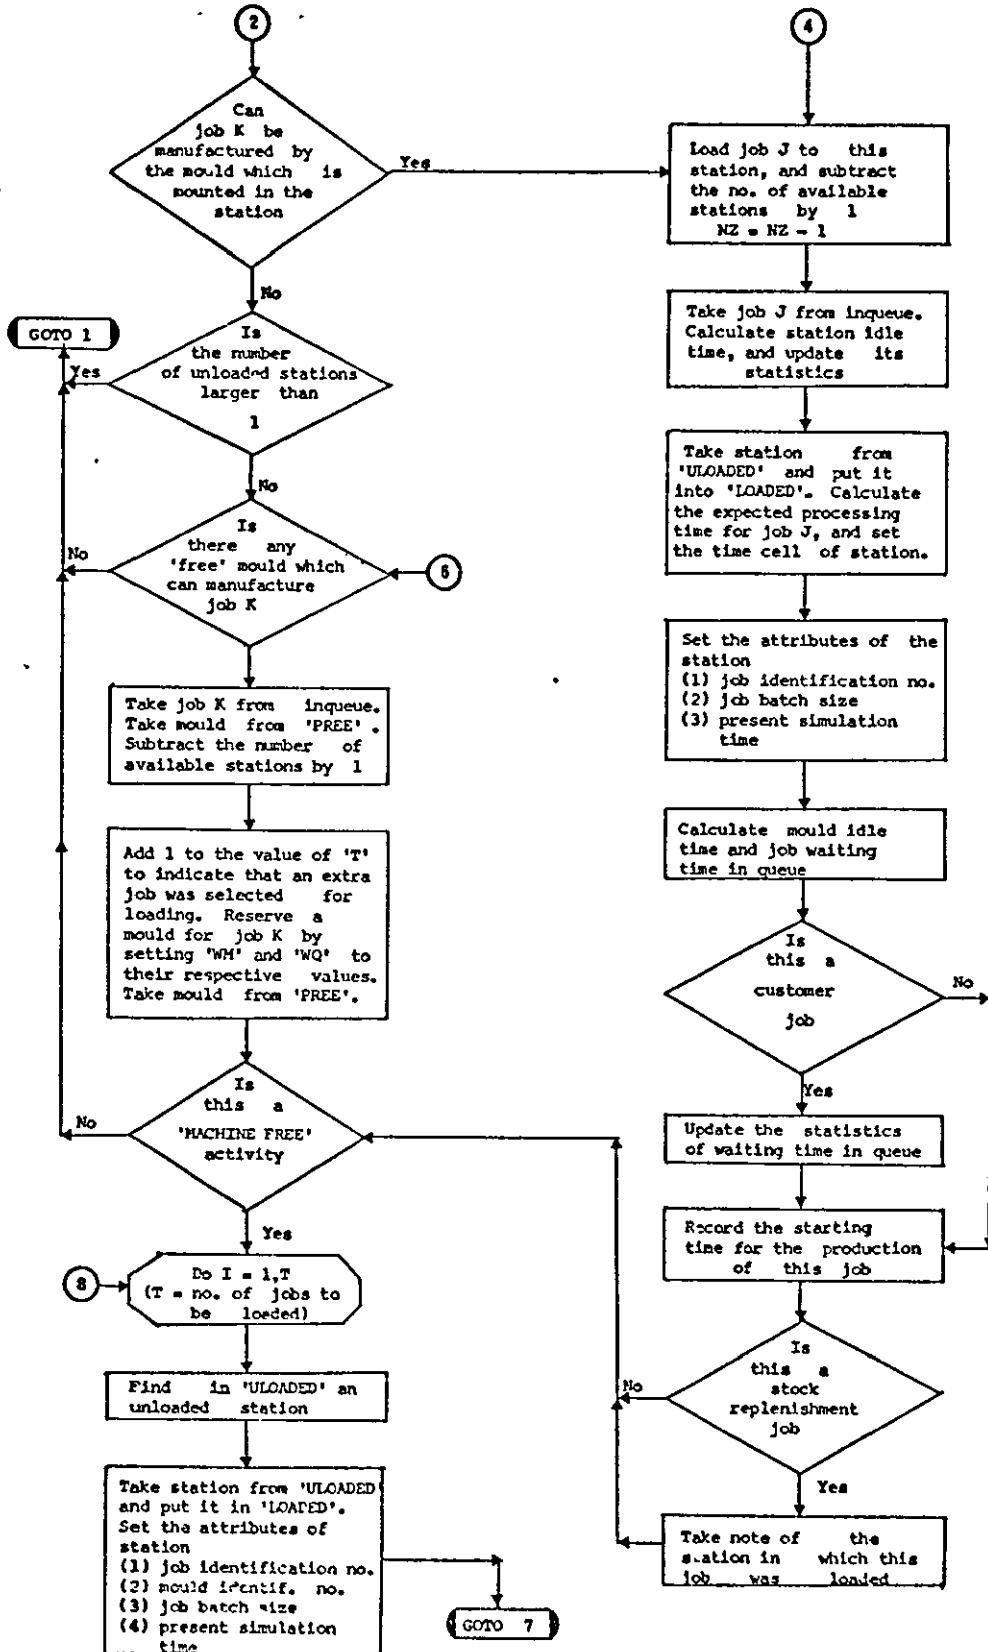 2
Can
job K be
manufactured by
the mould which is
mounted in the
station
Yes
No
GOTO 1
Is
the number
of unloaded stations
larger than
1
Yes
No
Is
there any
'free' mould which
can manufacture
job K
No
6
Take job K from inqueue.
Take mould from 'PREE'.
Subtract the number of
available stations by 1
Add 1 to the value of 'T'
to indicate that an extra
job was selected for
loading. Reserve a
mould for job K by
setting 'WM' and 'WQ' to
their respective values.
Take mould from 'PREE'.
Is
this a
'MACHINE FREE'
activity
No
Yes
8
Do I = 1,T
(T = no. of jobs to
be loeded)
Find in 'ULOADED' an
unloaded station
Take station from 'ULOADED
and put it in 'LOADED'.
Set the attributes of
station
(1) job identification no.
(2) mould identif. no.
(3) job batch size
(4) present simulation
time
GOTO 7
4
Load job J to this
station, and subtract
the no. of available
stations by 1
NZ = NZ - 1
Take job J from inqueue.
Calculate station idle
time, and update its
statistics
Take station from
'ULOADED' and put it
into 'LOADED'. Calculate
the expected processing
time for job J, and set
the time cell of station.
Set the attributes of the
station
(1) job identification no.
(2) job batch size
(3) present simulation
time
Calculate mould idle
time and job waiting
time in queue
Is
this a
customer
job
No
Yes
Update the statistics
of waiting time in queue
Record the starting
time for the production
of this job
Is
this a
stock
replenishment
job
No
Yes
Take note of the
station in which this
job was loaded